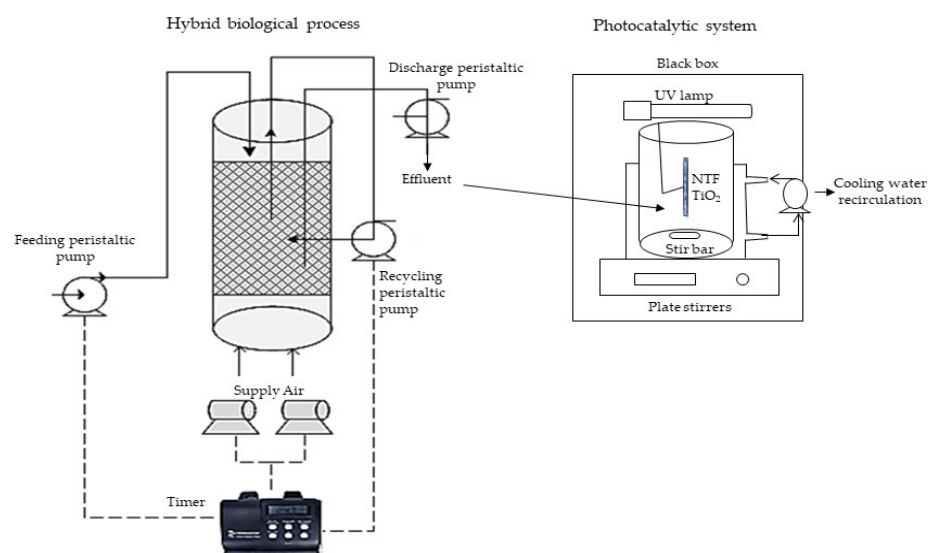 Hybrid biological process
Photocatalytic system
Discharge peristaltic
pump
Black box
UV lamp
Effluent
NTF
TiO₂
Cooling water
recirculation
Feeding peristaltic
pump
Stir bar
Recycling
peristaltic
pump
Plate stirrers
Supply Air
Timer